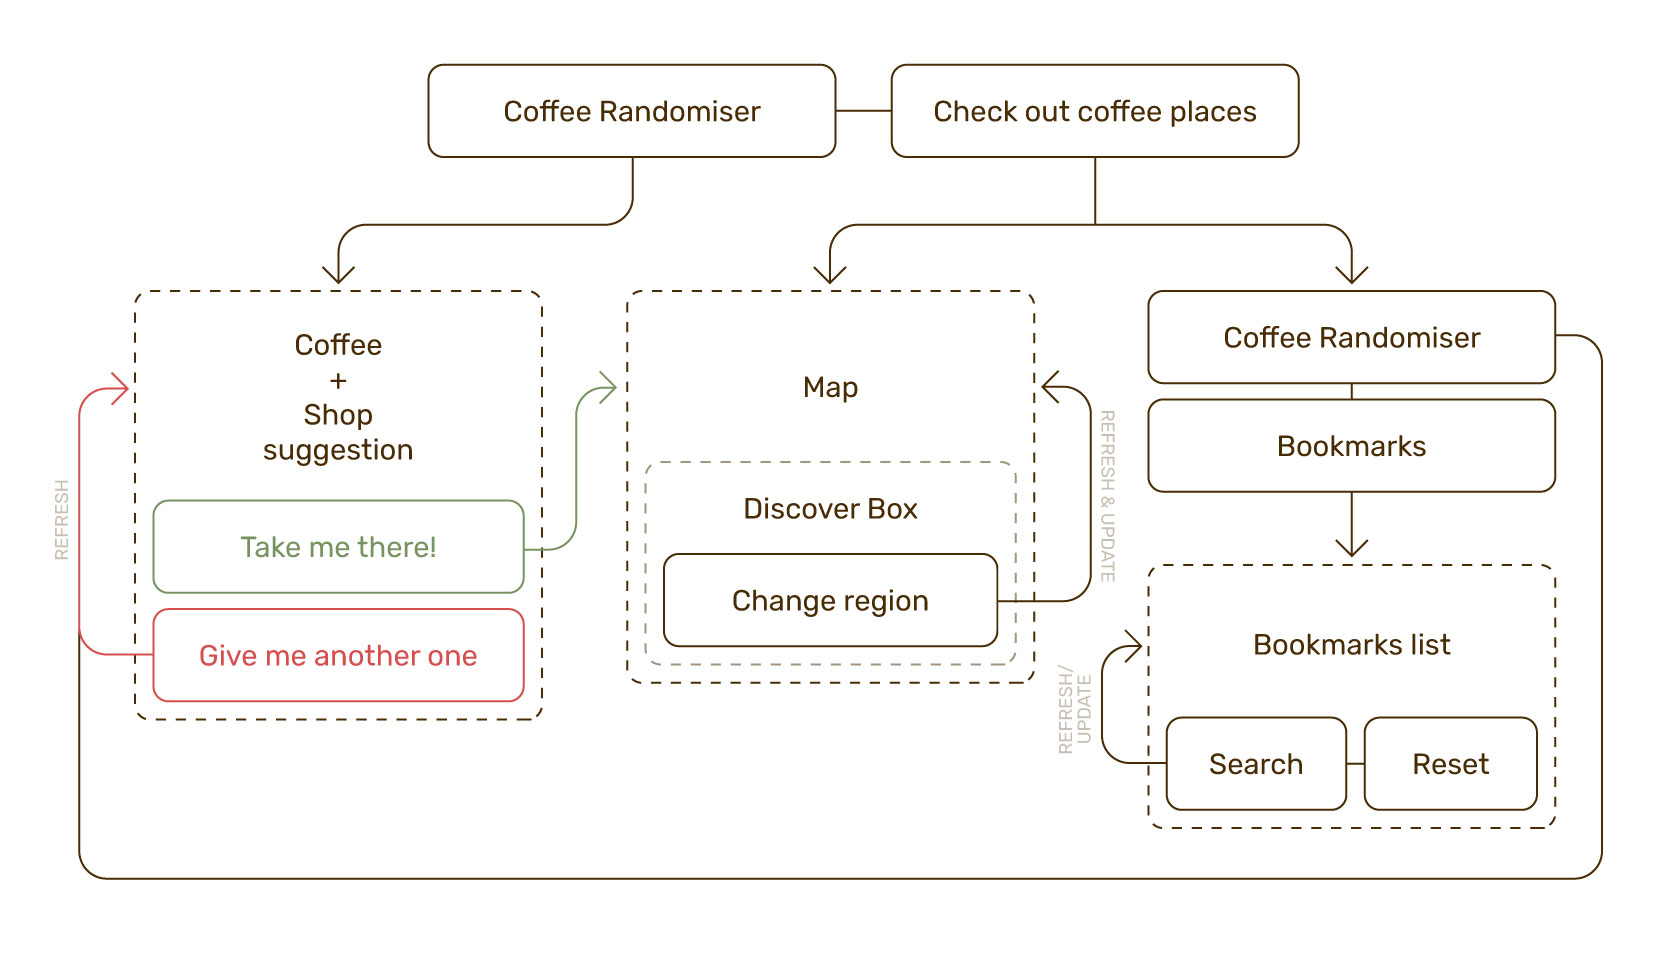 Coffee Randomiser
Check out coffee places
Coffee
+
Shop
suggestion
Take me there!
Give me another one
REFRESH
Map
Discover Box
Change region
REFRESH & UPDATE
Coffee Randomiser
Bookmarks
Bookmarks list
Search
Reset
REFRESH/
UPDATE